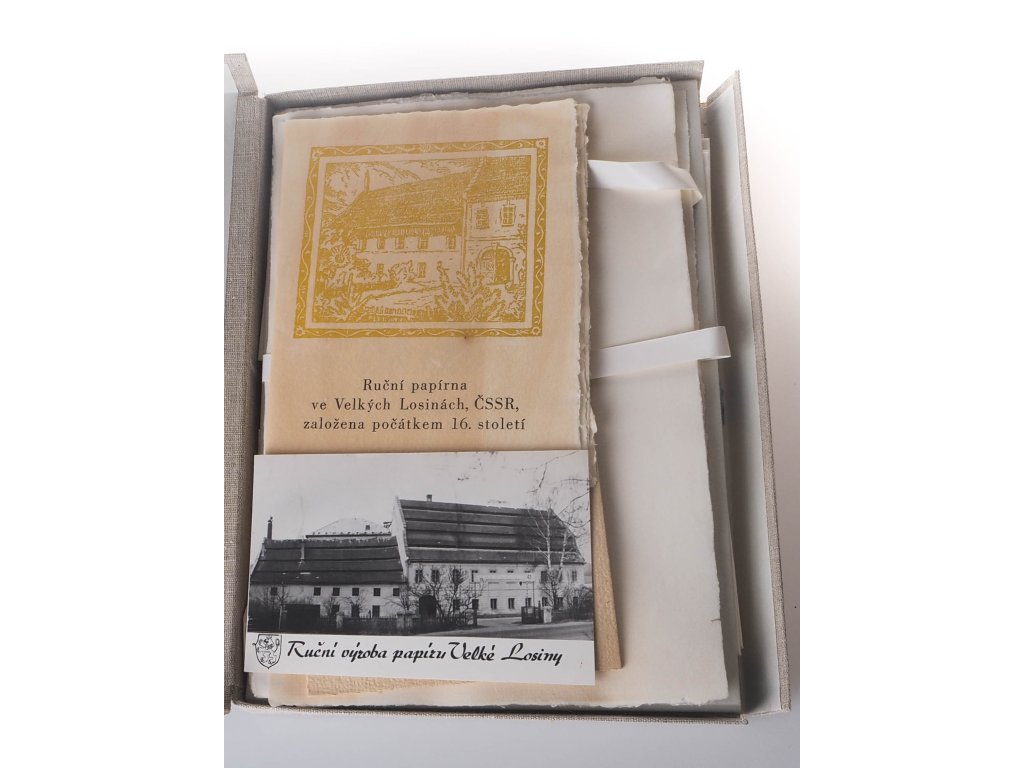 Ruční papírna
ve Velkých Losinách, ČSSR,
založena počátkem 16. století
Ruční výroba papíru Velké Losiny